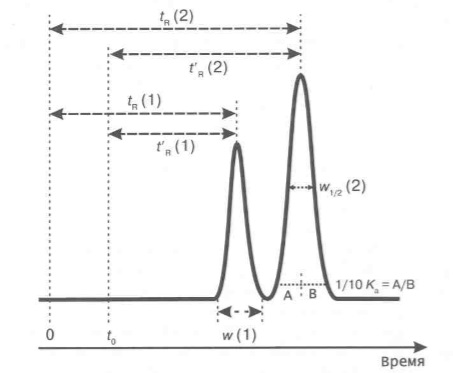 t_R (2)
t'_R (2)
t_R (1)
t'_R (1)
w_1/2 (2)
A B 1/10 K_a = A/B
0 t_0 w (1)
Время